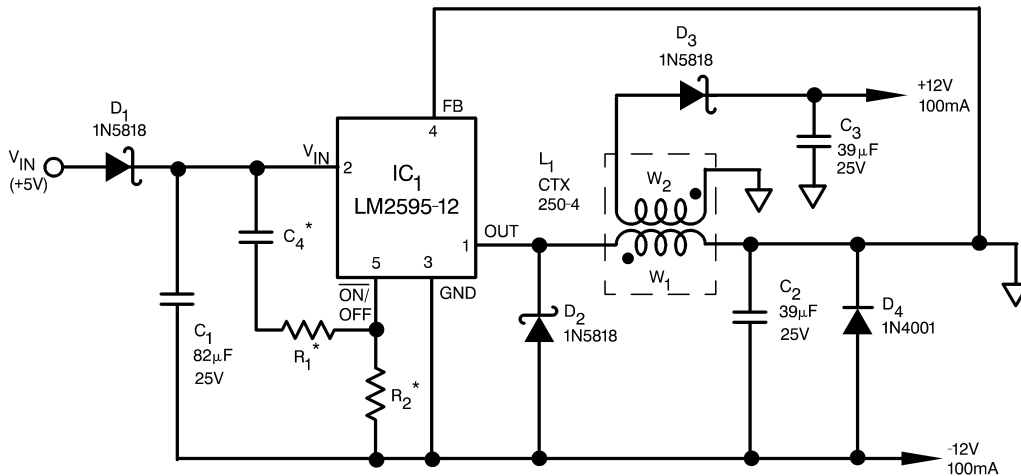 D1
1N5818
VIN
(+5V)
VIN
2
FB
4
IC1
LM2595-12
1
OUT
5
3
ON/
OFF
GND
C4*
R1*
R2*
C1
82µF
25V
D2
1N5818
L1
CTX
250-4
W2
W1
D3
1N5818
+12V
100mA
C3
39µF
25V
C2
39µF
25V
D4
1N4001
-12V
100mA